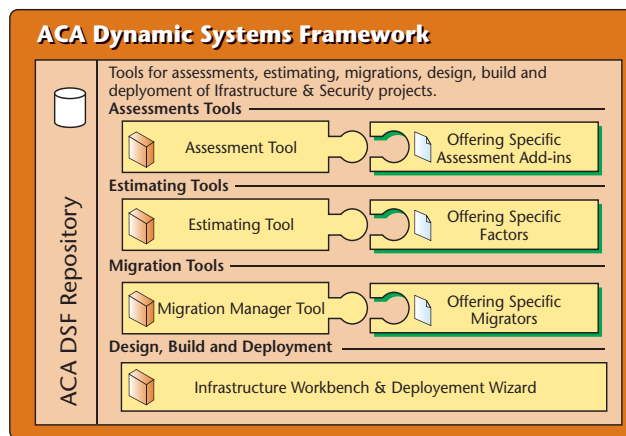 ACA Dynamic Systems Framework
ACA DSF Repository
Tools for assessments, estimating, migrations, design, build and
deplyoment of Ifrastructure & Security projects.
Assessments Tools
Assessment Tool
Offering Specific
Assessment Add-ins
Estimating Tools
Estimating Tool
Offering Specific
Factors
Migration Tools
Migration Manager Tool
Offering Specific
Migrators
Design, Build and Deployment
Infrastructure Workbench & Deployement Wizard